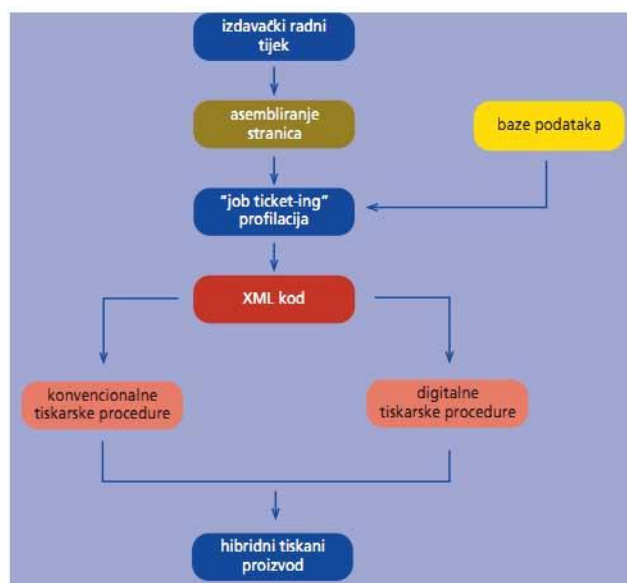 izdavački radni
tijek
asembliranje
stranica
baze podataka
"job ticket-ing"
profilacija
XML kod
konvencionalne
tiskarske procedure
digitalne
tiskarske procedure
hibridni tiskani
proizvod